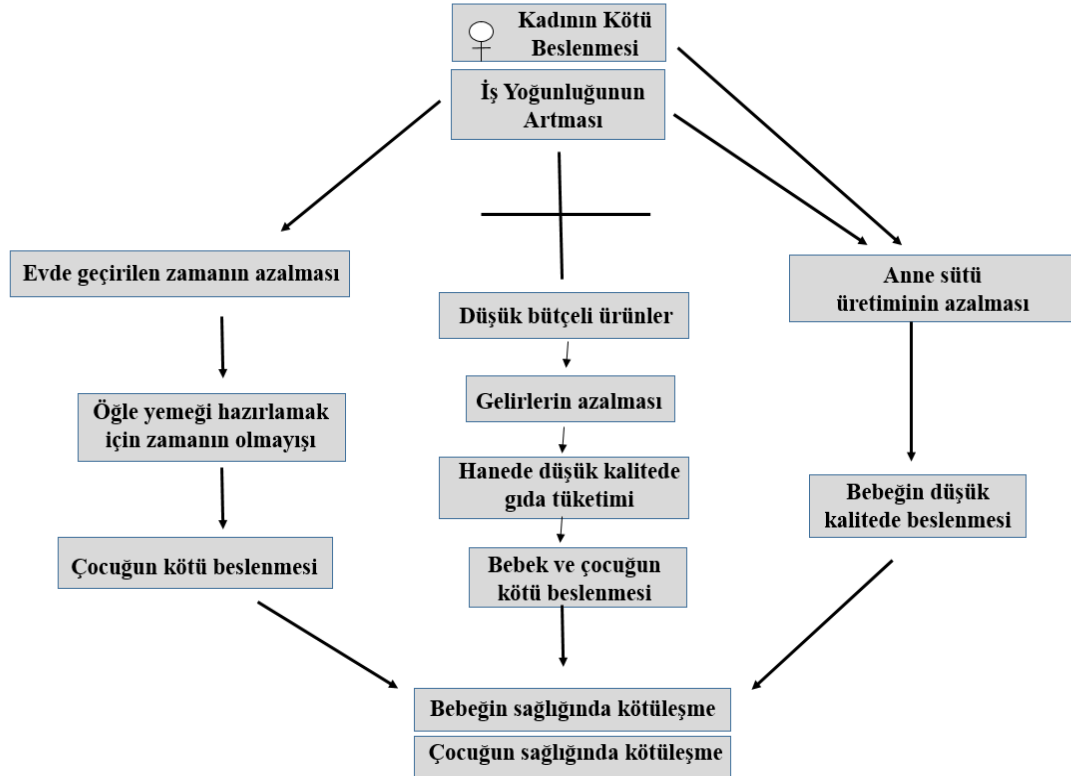 Kadının Kötü
Beslenmesi
İş Yoğunluğunun
Artması
Evde geçirilen zamanın azalması
Öğle yemeği hazırlamak
için zamanın olmayışı
Çocuğun kötü beslenmesi
Düşük bütçeli ürünler
Gelirlerin azalması
Hanede düşük kalitede
gıda tüketimi
Bebek ve çocuğun
kötü beslenmesi
Anne sütü
üretiminin azalması
Bebeğin düşük
kalitede beslenmesi
Bebeğin sağlığında kötüleşme
Çocuğun sağlığında kötüleşme